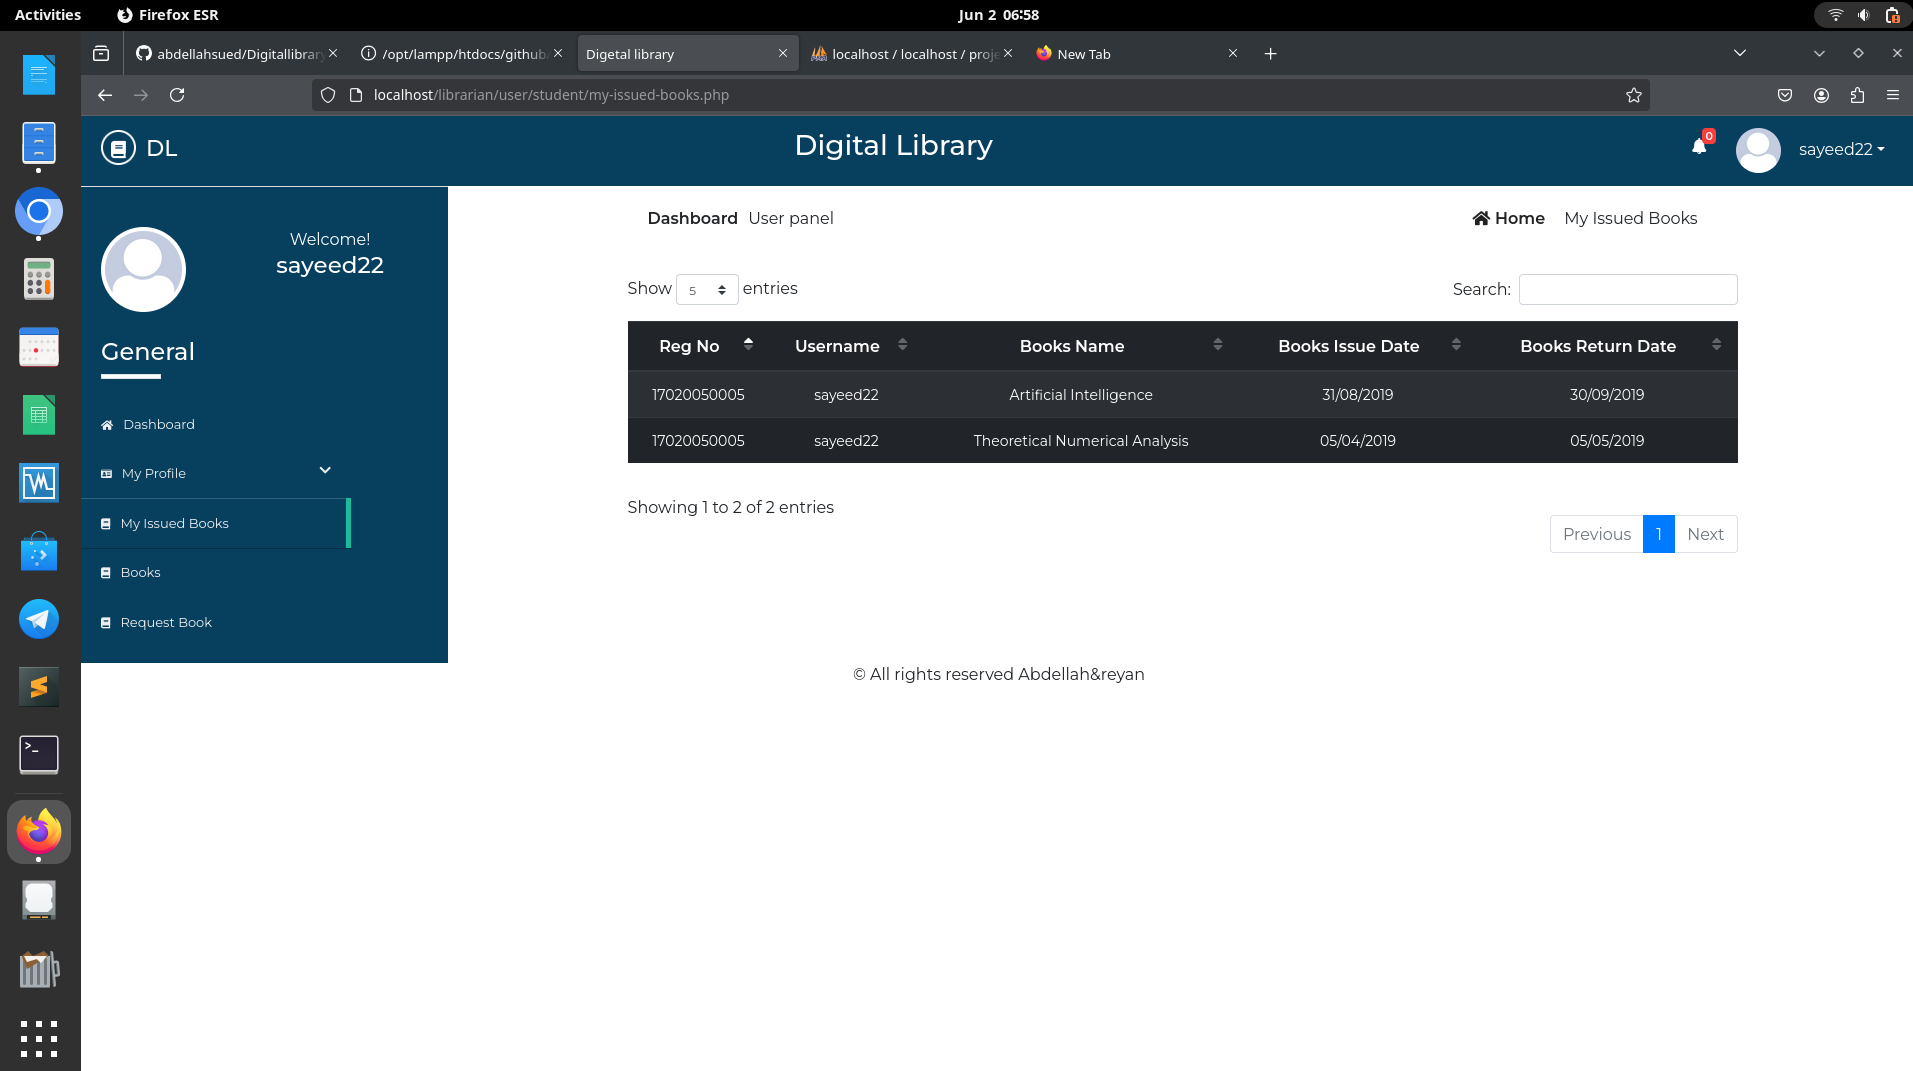 Activities Firefox ESR Jun 2 06:58
abdellahsued/Digitallibrary /opt/lampp/htdocs/github/ Digetal library localhost / localhost / proje New Tab
localhost/librarian/user/student/my-issued-books.php
DL Digital Library 0 sayeed22
Welcome!
sayeed22
General
Dashboard
My Profile
My Issued Books
Books
Request Book
Dashboard User panel Home My Issued Books
Show 5 entries Search:
Reg No Username Books Name Books Issue Date Books Return Date
17020050005 sayeed22 Artificial Intelligence 31/08/2019 30/09/2019
17020050005 sayeed22 Theoretical Numerical Analysis 05/04/2019 05/05/2019
Showing 1 to 2 of 2 entries
Previous 1 Next
© All rights reserved Abdellah&reyan